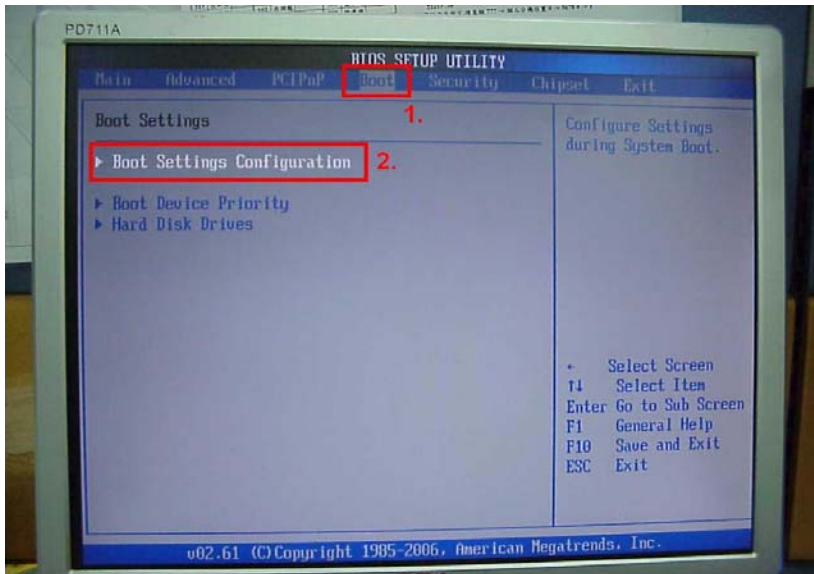 PD711A
BIOS SETUP UTILITY
Main Advanced PCIPnP Boot Security Chipset Exit
1.
Boot Settings
Configure Settings
during System Boot.
▶ Boot Settings Configuration
2.
▶ Boot Device Priority
▶ Hard Disk Drives
← Select Screen
↑↓ Select Item
Enter Go to Sub Screen
F1 General Help
F10 Save and Exit
ESC Exit
v02.61 (C)Copyright 1985-2006, American Megatrends, Inc.